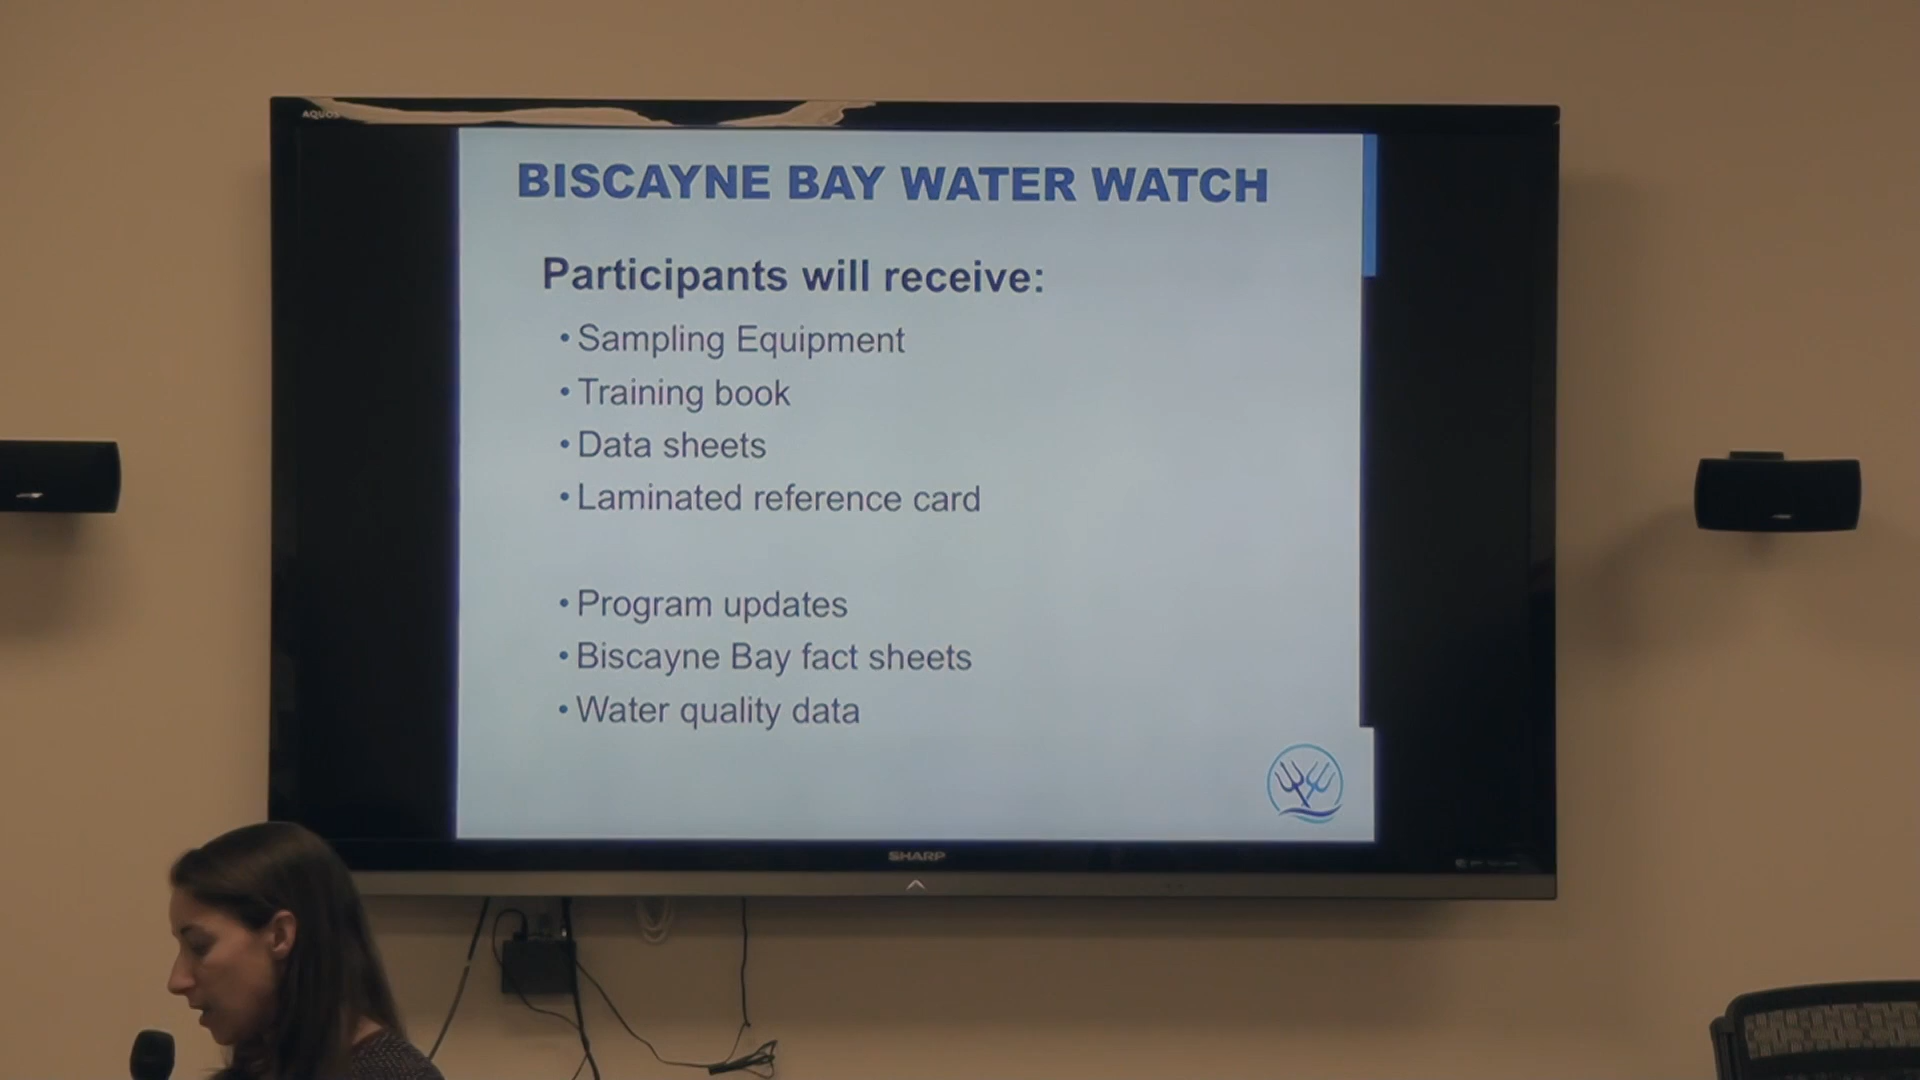 AQUOS
BISCAYNE BAY WATER WATCH
Participants will receive:
• Sampling Equipment
• Training book
• Data sheets
• Laminated reference card
• Program updates
• Biscayne Bay fact sheets
• Water quality data
SHARP